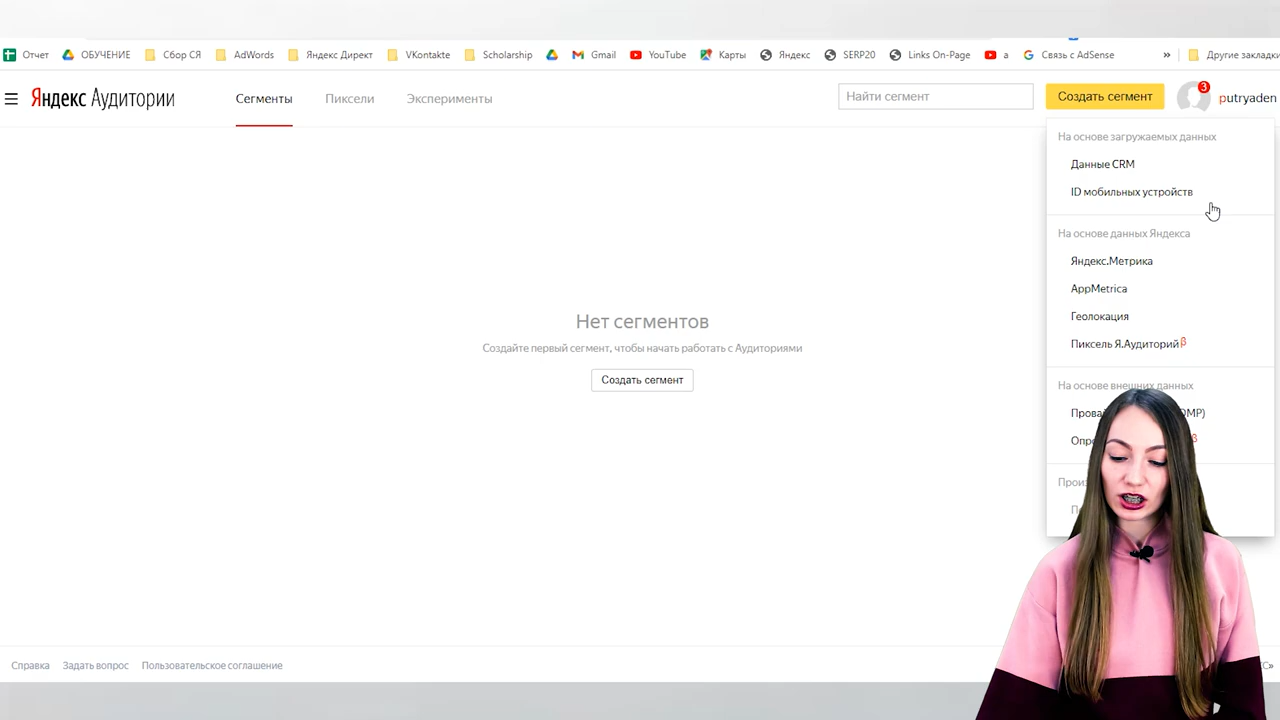 Отчет ОБУЧЕНИЕ Сбор СЯ AdWords Яндекс Директ VKontakte Scholarship Gmail YouTube Карты Яндекс SERP20 Links On-Page a Связь с AdSense » Другие закладки
Яндекс Аудитории Сегменты Пиксели Эксперименты Найти сегмент Создать сегмент 3 putryaden
На основе загружаемых данных
Данные CRM
ID мобильных устройств
На основе данных Яндекса
Яндекс.Метрика
AppMetrica
Геолокация
Пиксель Я.Аудиторий β
Нет сегментов
Создайте первый сегмент, чтобы начать работать с Аудиториями
Создать сегмент
На основе внешних данных
DMP)
β
Справка Задать вопрос Пользовательское соглашение